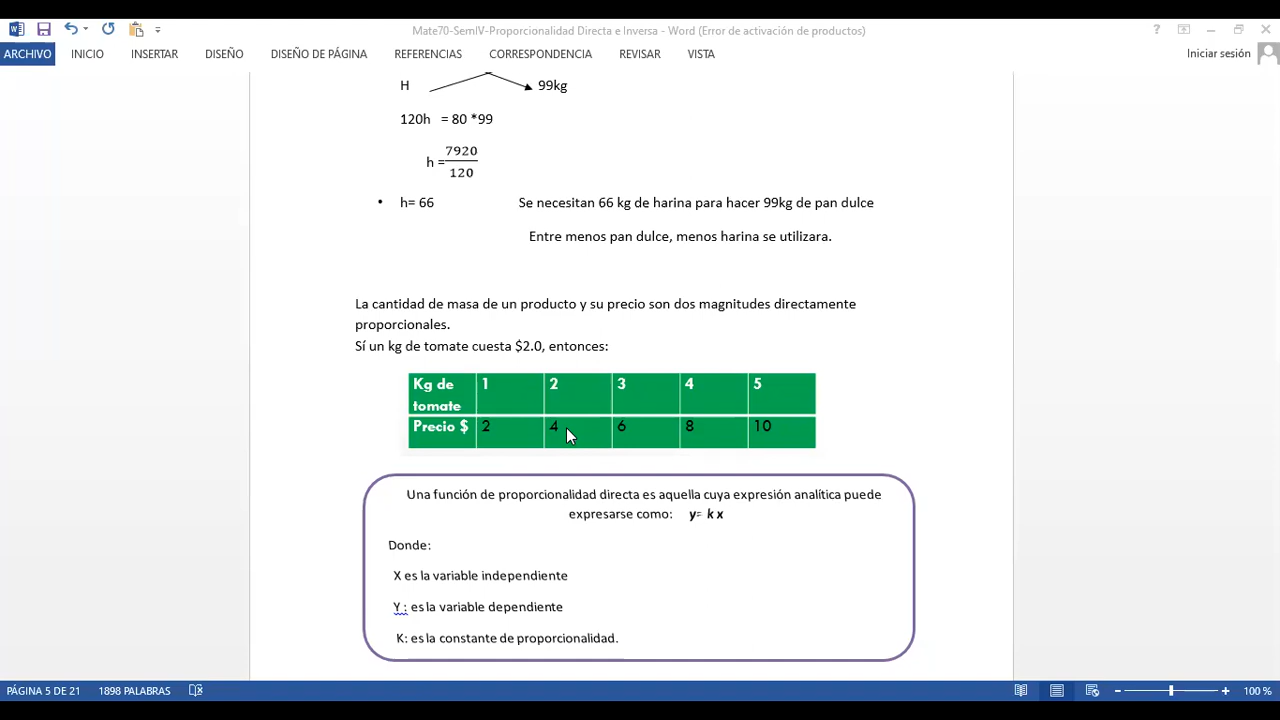 Mate70-SemIV-Proporcionalidad Directa e Inversa - Word (Error de activación de productos)
ARCHIVO INICIO INSERTAR DISEÑO DISEÑO DE PÁGINA REFERENCIAS CORRESPONDENCIA REVISAR VISTA Iniciar sesión
H 99kg
120h = 80 *99
h = 7920/120
• h= 66 Se necesitan 66 kg de harina para hacer 99kg de pan dulce
Entre menos pan dulce, menos harina se utilizara.
La cantidad de masa de un producto y su precio son dos magnitudes directamente
proporcionales.
Sí un kg de tomate cuesta $2.0, entonces:
Kg de tomate 1 2 3 4 5
Precio $ 2 4 6 8 10
Una función de proporcionalidad directa es aquella cuya expresión analítica puede
expresarse como: y= k x
Donde:
X es la variable independiente
Y : es la variable dependiente
K: es la constante de proporcionalidad.
PÁGINA 5 DE 21 1898 PALABRAS 100 %